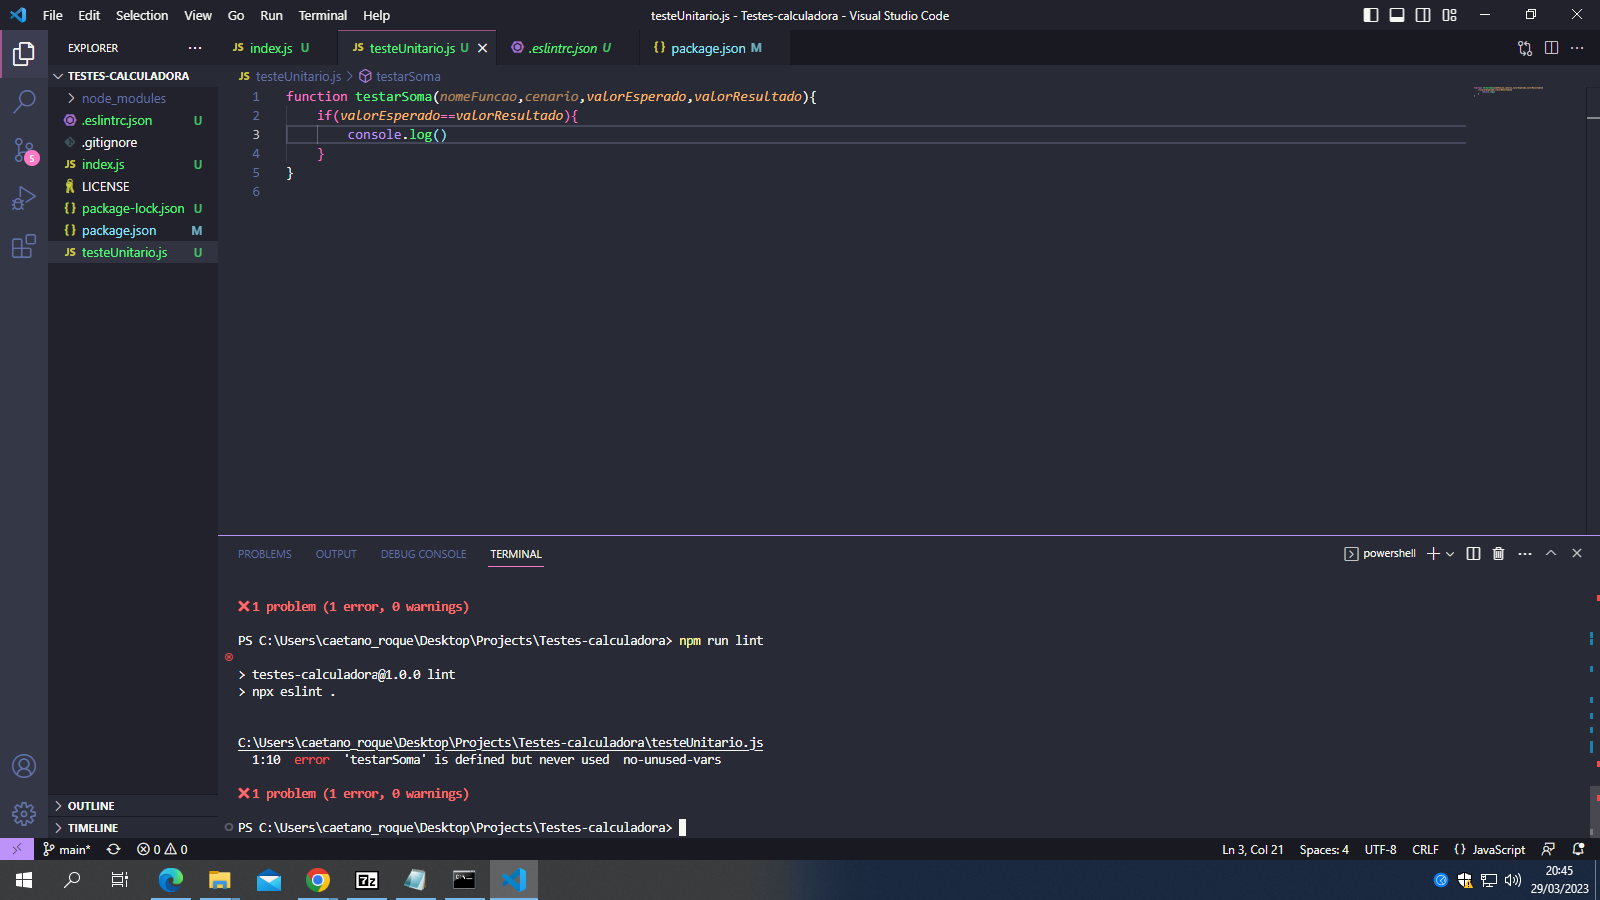 File Edit Selection View Go Run Terminal Help
testeUnitario.js - Testes-calculadora - Visual Studio Code
EXPLORER
index.js U
testeUnitario.js U
.eslintrc.json U
package.json M
TESTES-CALCULADORA
node_modules
.eslintrc.json U
.gitignore
JS index.js U
LICENSE
{} package-lock.json U
{} package.json M
JS testeUnitario.js U
OUTLINE
TIMELINE
5
JS testeUnitario.js > testarSoma
1 function testarSoma(nomeFuncao,cenario,valorEsperado,valorResultado){
2 if(valorEsperado==valorResultado){
3 console.log()
4 }
5 }
6
PROBLEMS OUTPUT DEBUG CONSOLE TERMINAL
powershell
1 problem (1 error, 0 warnings)
PS C:\Users\caetano_roque\Desktop\Projects\Testes-calculadora> npm run lint
> testes-calculadora@1.0.0 lint
> npx eslint .
C:\Users\caetano_roque\Desktop\Projects\Testes-calculadora\testeUnitario.js
1:10 error 'testarSoma' is defined but never used no-unused-vars
1 problem (1 error, 0 warnings)
PS C:\Users\caetano_roque\Desktop\Projects\Testes-calculadora>
main* 0 0
Ln 3, Col 21 Spaces: 4 UTF-8 CRLF {} JavaScript
7z
20:45
29/03/2023